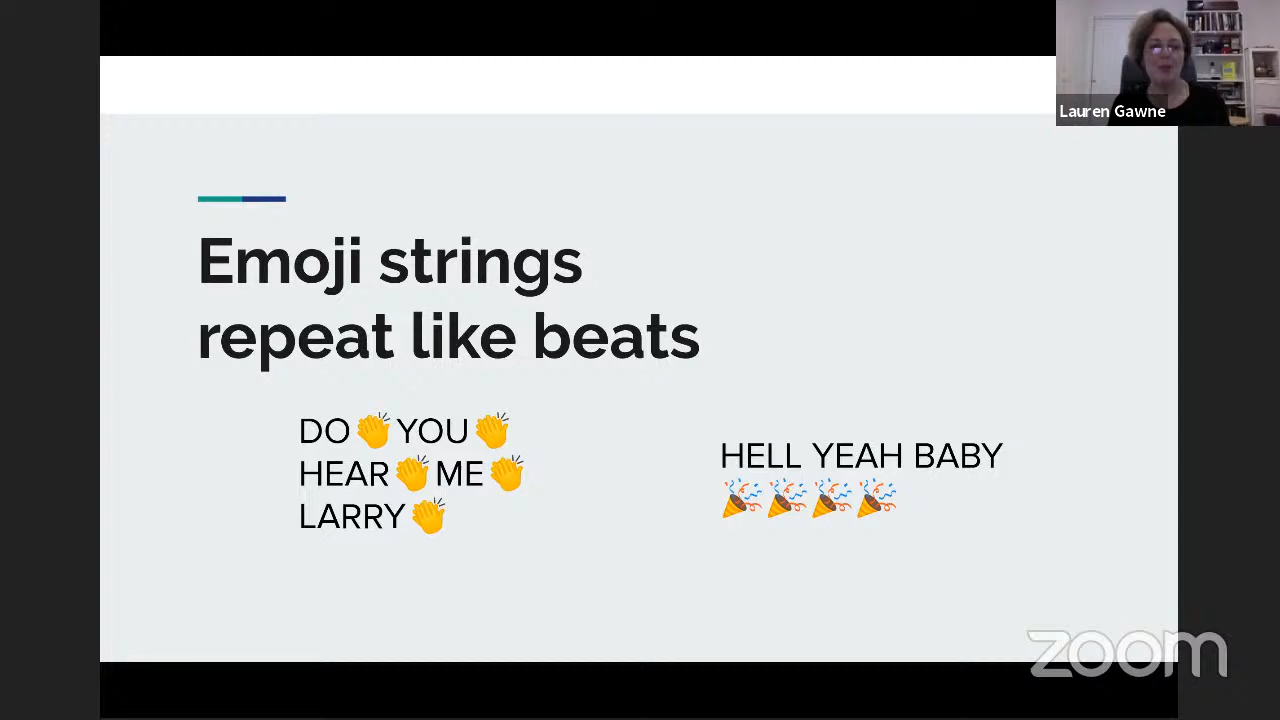 Lauren Gawne
Emoji strings
repeat like beats
DO👏YOU👏
HEAR👏ME👏
LARRY👏
HELL YEAH BABY
🎉🎉🎉🎉
zoom